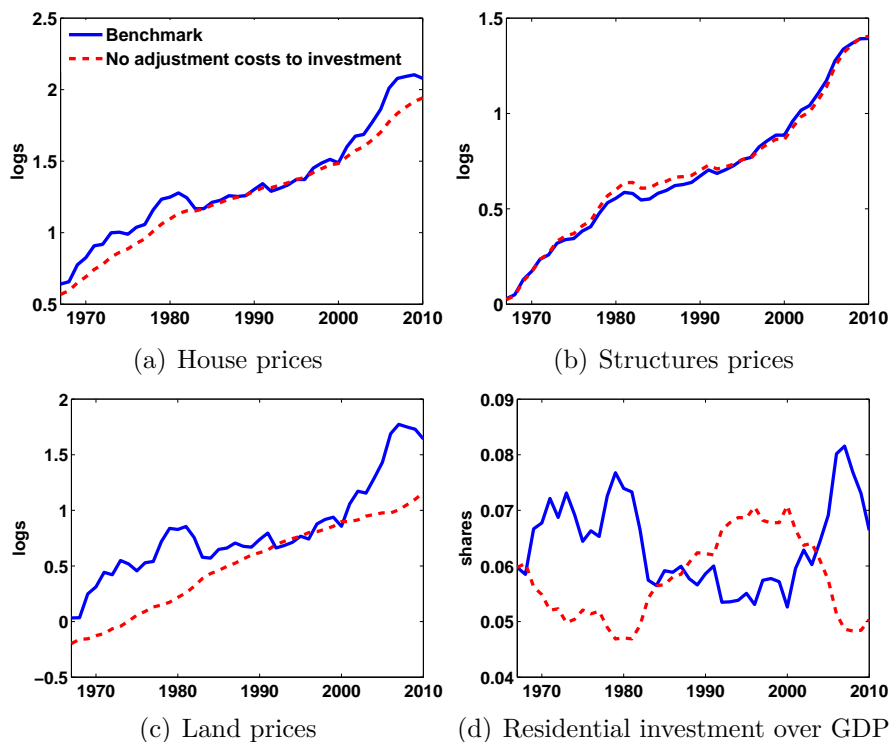 2.5
Benchmark
No adjustment costs to investment
2
1.5
1
0.5
logs
1970 1980 1990 2000 2010
(a) House prices
1.5
1
0.5
0
logs
1970 1980 1990 2000 2010
(b) Structures prices
2
1.5
1
0.5
0
−0.5
logs
1970 1980 1990 2000 2010
(c) Land prices
0.09
0.08
0.07
0.06
0.05
0.04
shares
1970 1980 1990 2000 2010
(d) Residential investment over GDP